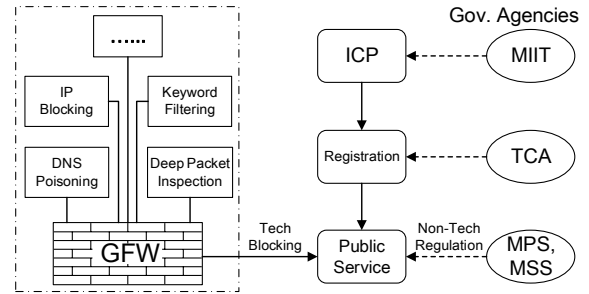 Gov. Agencies
......
ICP
MIIT
IP
Blocking
Keyword
Filtering
DNS
Poisoning
Deep Packet
Inspection
Registration
TCA
GFW
Tech
Blocking
Public
Service
Non-Tech
Regulation
MPS,
MSS